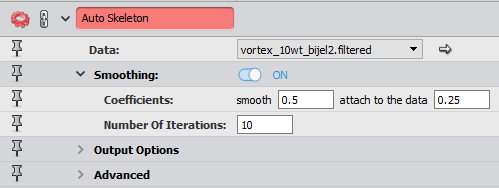 Auto Skeleton
Data: vortex_10wt_bijel2.filtered
Smoothing: ON
Coefficients: smooth 0.5 attach to the data 0.25
Number Of Iterations: 10
Output Options
Advanced